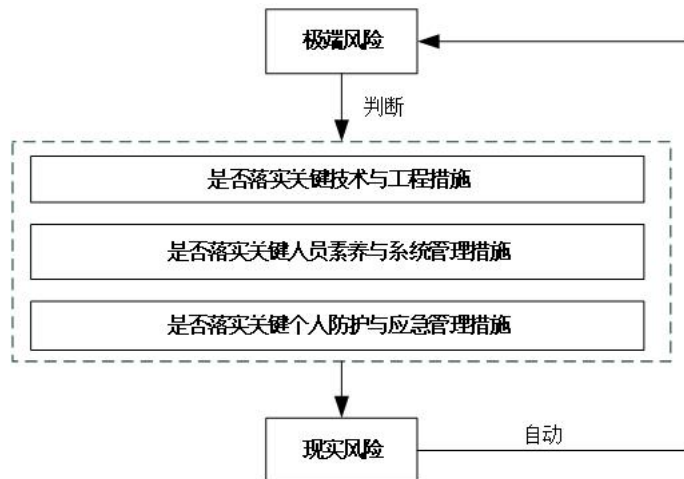 极端风险
判断
是否落实关键技术与工程措施
是否落实关键人员素养与系统管理措施
是否落实关键个人防护与应急管理措施
现实风险
自动